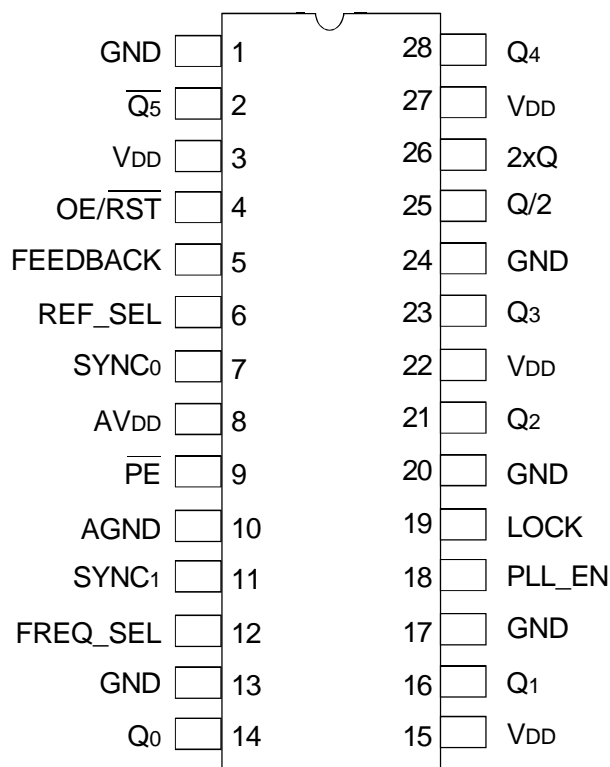 GND 1 28 Q4
Q5 2 27 VDD
VDD 3 26 2xQ
OE/RST 4 25 Q/2
FEEDBACK 5 24 GND
REF_SEL 6 23 Q3
SYNC0 7 22 VDD
AVDD 8 21 Q2
PE 9 20 GND
AGND 10 19 LOCK
SYNC1 11 18 PLL_EN
FREQ_SEL 12 17 GND
GND 13 16 Q1
Q0 14 15 VDD